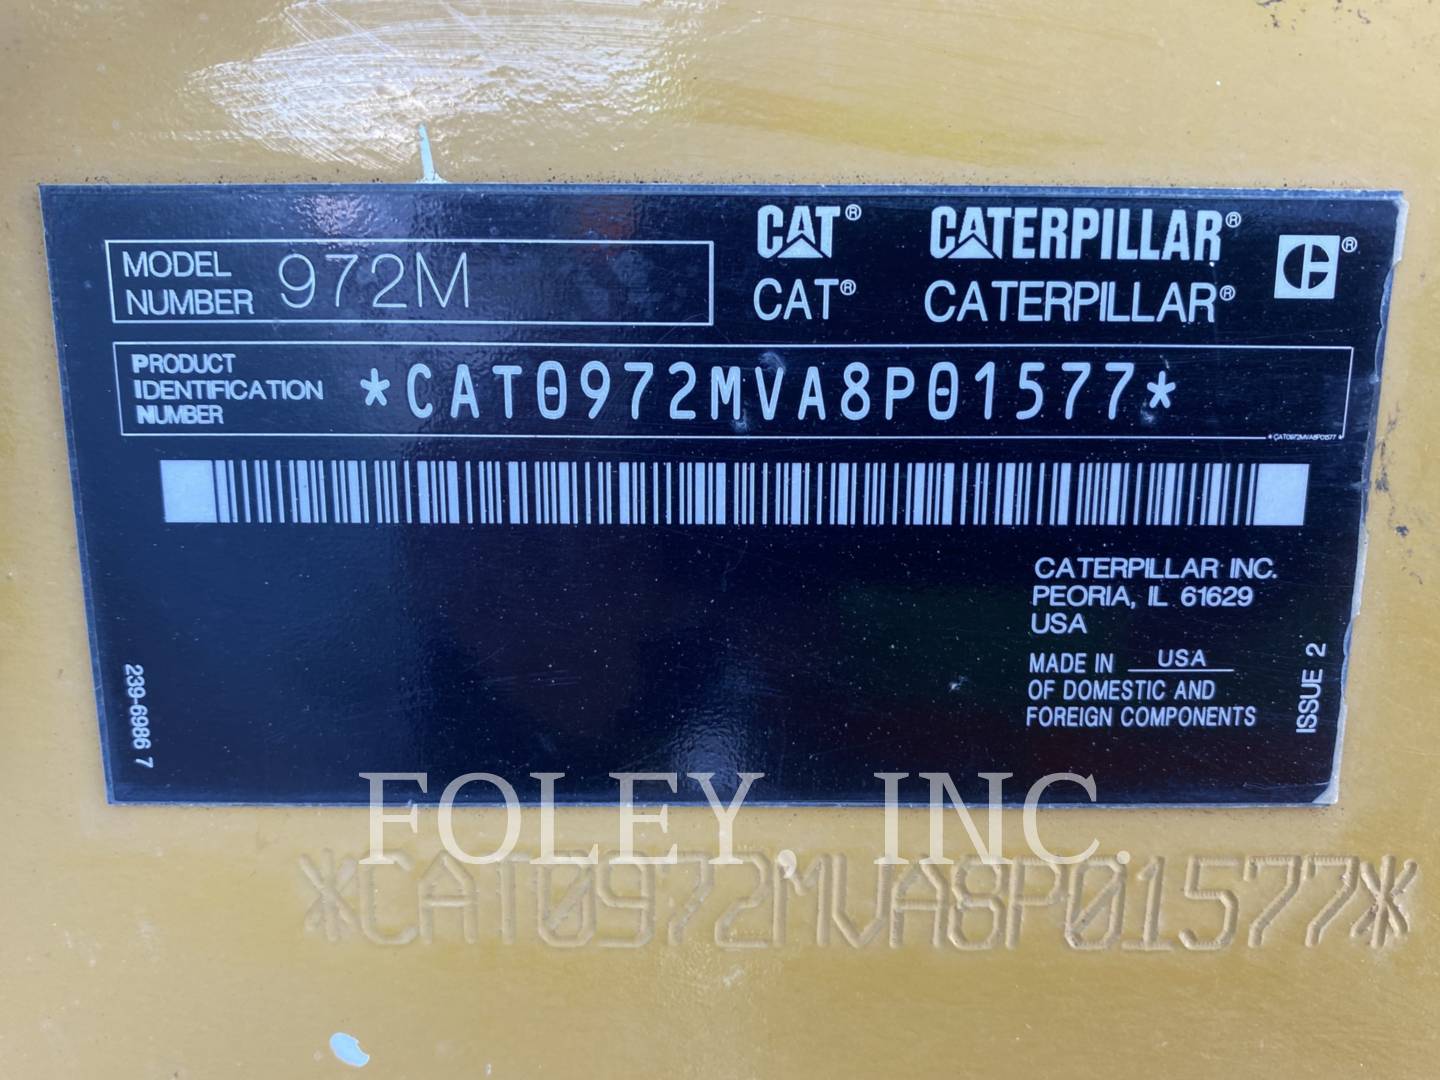 MODEL NUMBER 972M
CAT® CATERPILLAR®
CAT® CATERPILLAR®
PRODUCT
IDENTIFICATION
NUMBER
*CAT0972MVA8P01577*
*CAT0972MVA8P01577*
CATERPILLAR INC.
PEORIA, IL 61629
USA
MADE IN USA
OF DOMESTIC AND
FOREIGN COMPONENTS
ISSUE 2
239-6986 7
FOLEY, INC.
*CAT0972MVA8P01577*